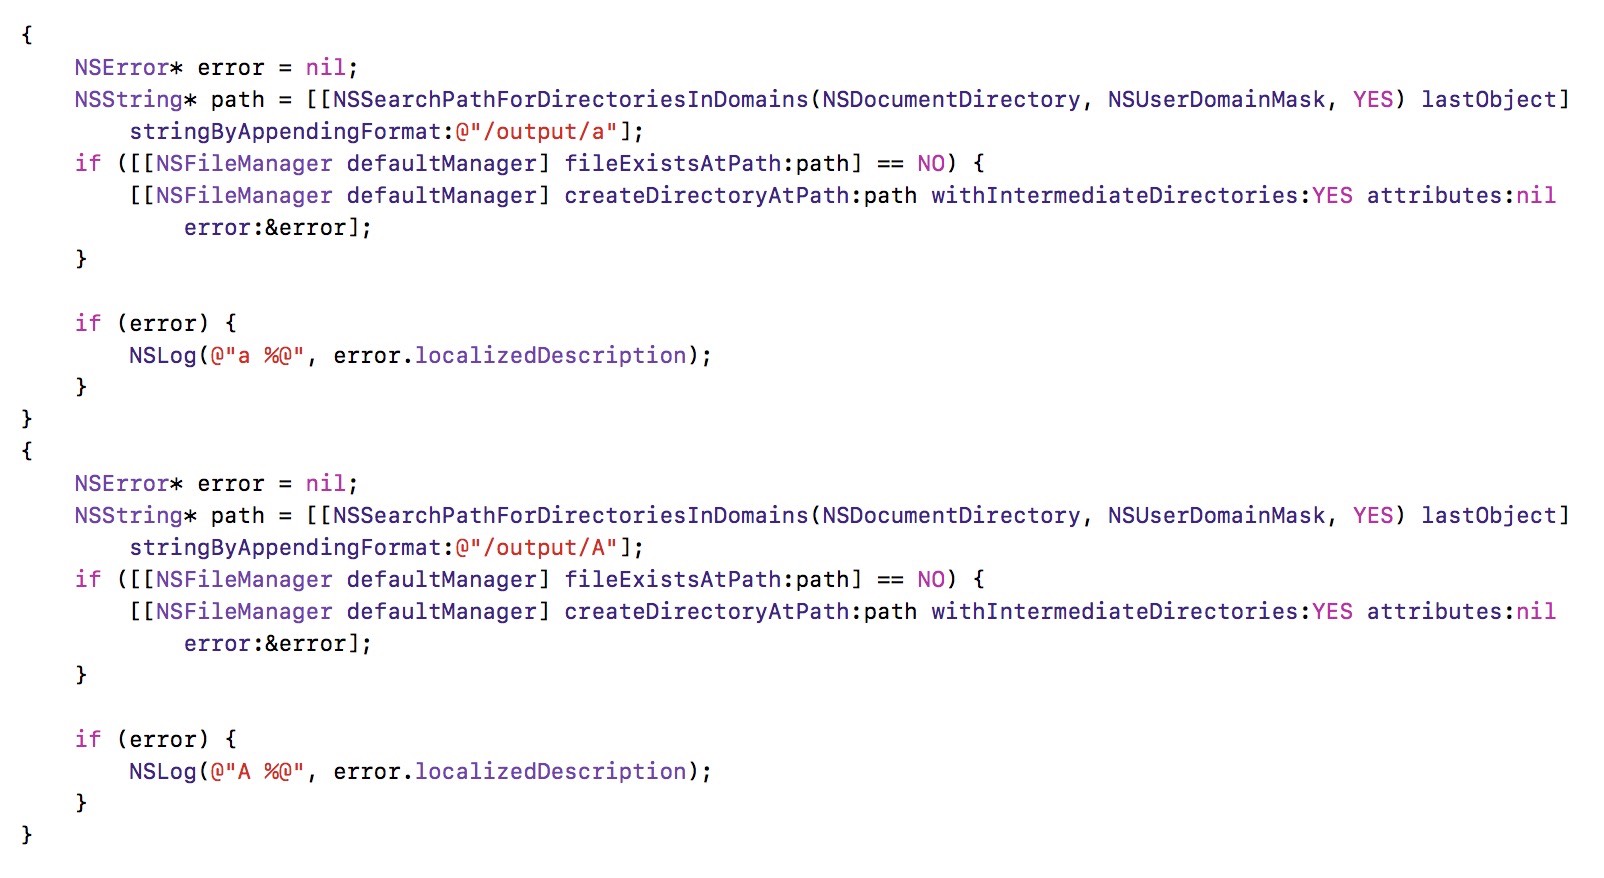 {
    NSError* error = nil;
    NSString* path = [[NSSearchPathForDirectoriesInDomains(NSDocumentDirectory, NSUserDomainMask, YES) lastObject]
        stringByAppendingFormat:@"/output/a"];
    if ([[NSFileManager defaultManager] fileExistsAtPath:path] == NO) {
        [[NSFileManager defaultManager] createDirectoryAtPath:path withIntermediateDirectories:YES attributes:nil
            error:&error];
    }

    if (error) {
        NSLog(@"a %@", error.localizedDescription);
    }
}
{
    NSError* error = nil;
    NSString* path = [[NSSearchPathForDirectoriesInDomains(NSDocumentDirectory, NSUserDomainMask, YES) lastObject]
        stringByAppendingFormat:@"/output/A"];
    if ([[NSFileManager defaultManager] fileExistsAtPath:path] == NO) {
        [[NSFileManager defaultManager] createDirectoryAtPath:path withIntermediateDirectories:YES attributes:nil
            error:&error];
    }

    if (error) {
        NSLog(@"A %@", error.localizedDescription);
    }
}